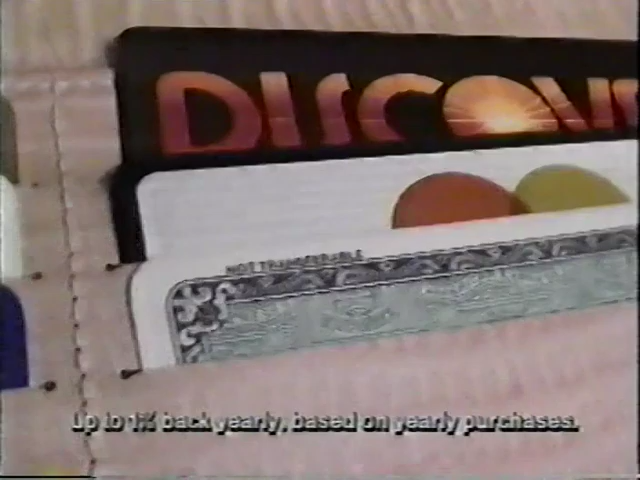 DISCOV
NOT TRANSFERABLE
Up to 1% back yearly, based on yearly purchases.